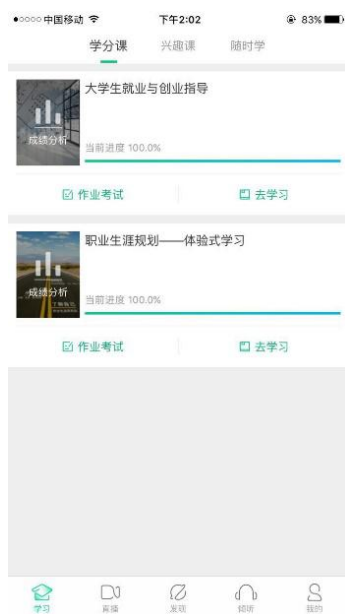 中国移动 下午2:02 83%
学分课 兴趣课 随时学
大学生就业与创业指导
成绩分析
当前进度 100.0%
作业考试 去学习
职业生涯规划——体验式学习
成绩分析
当前进度 100.0%
作业考试 去学习
学习 直播 发现 倾听 我的